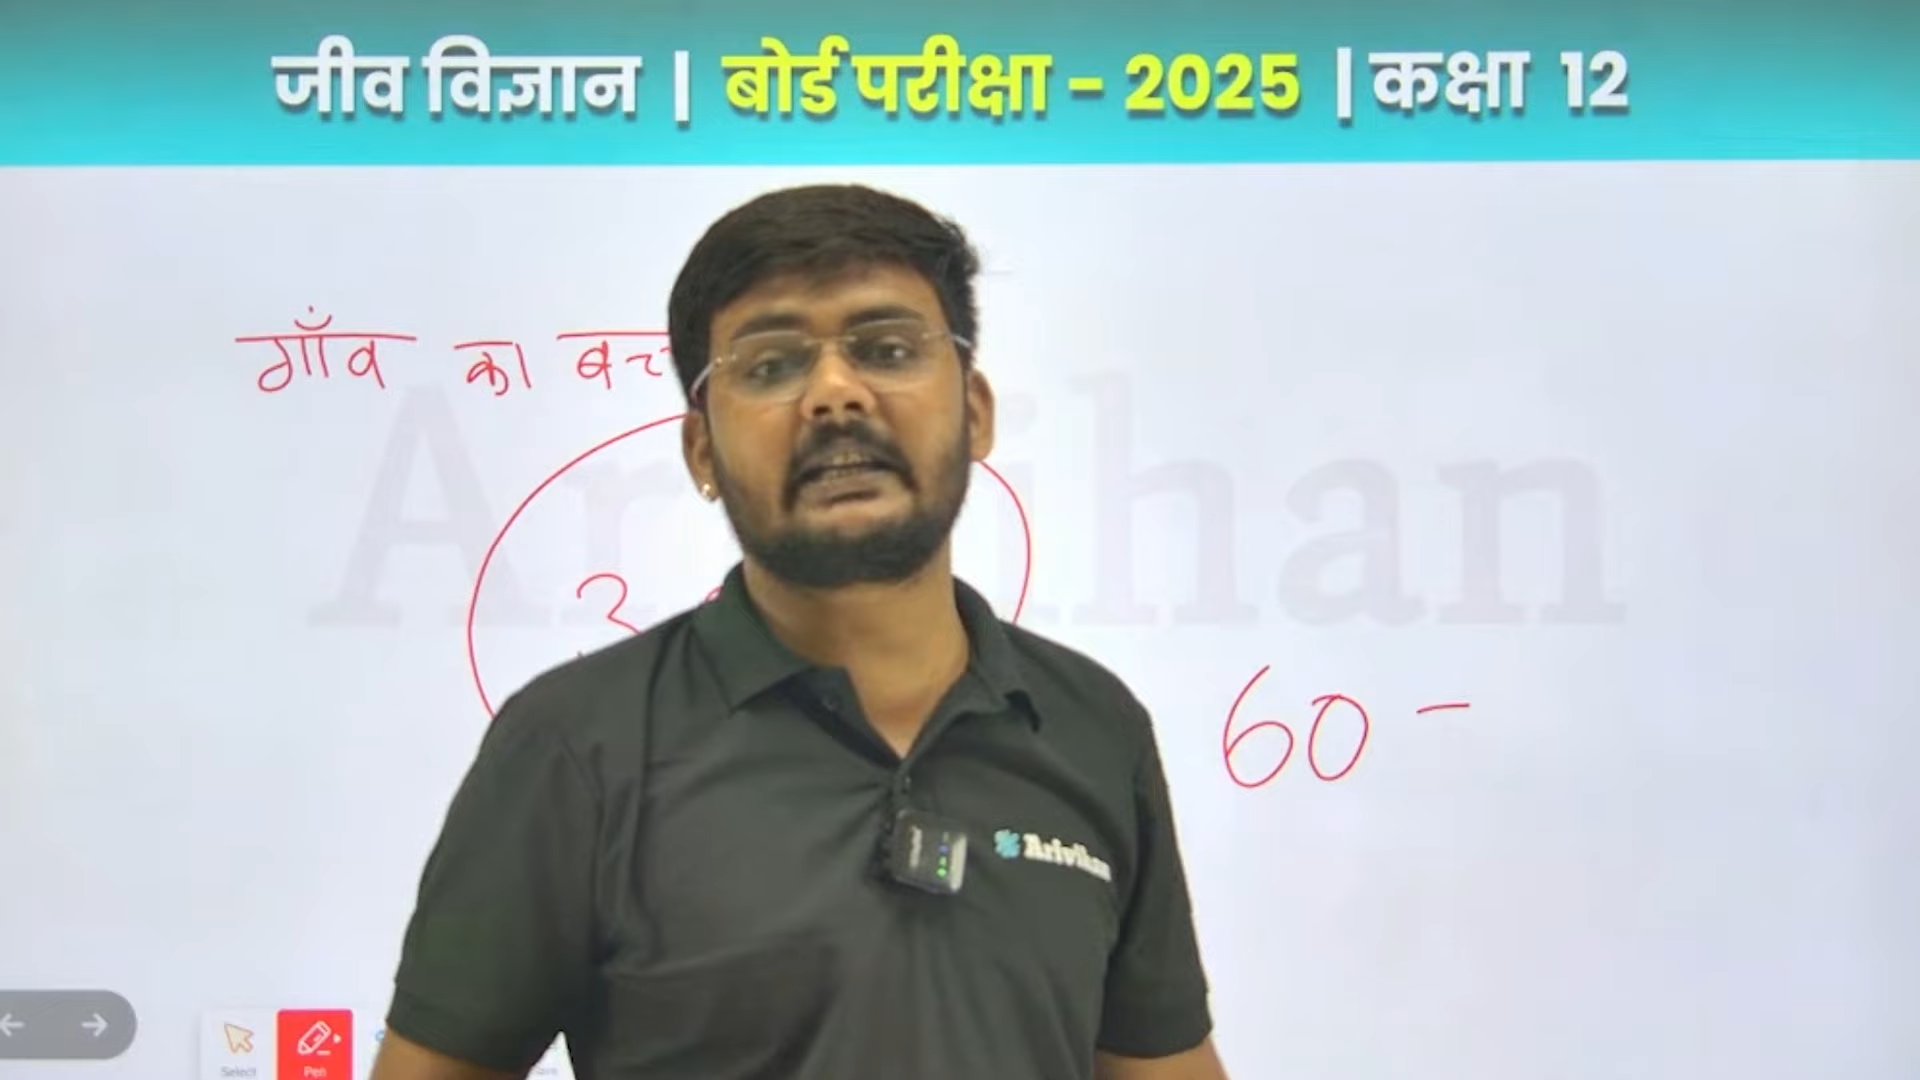 जीव विज्ञान | बोर्ड परीक्षा - 2025 | कक्षा 12
गाँव का
60 -
Arivihan
Select
Pen